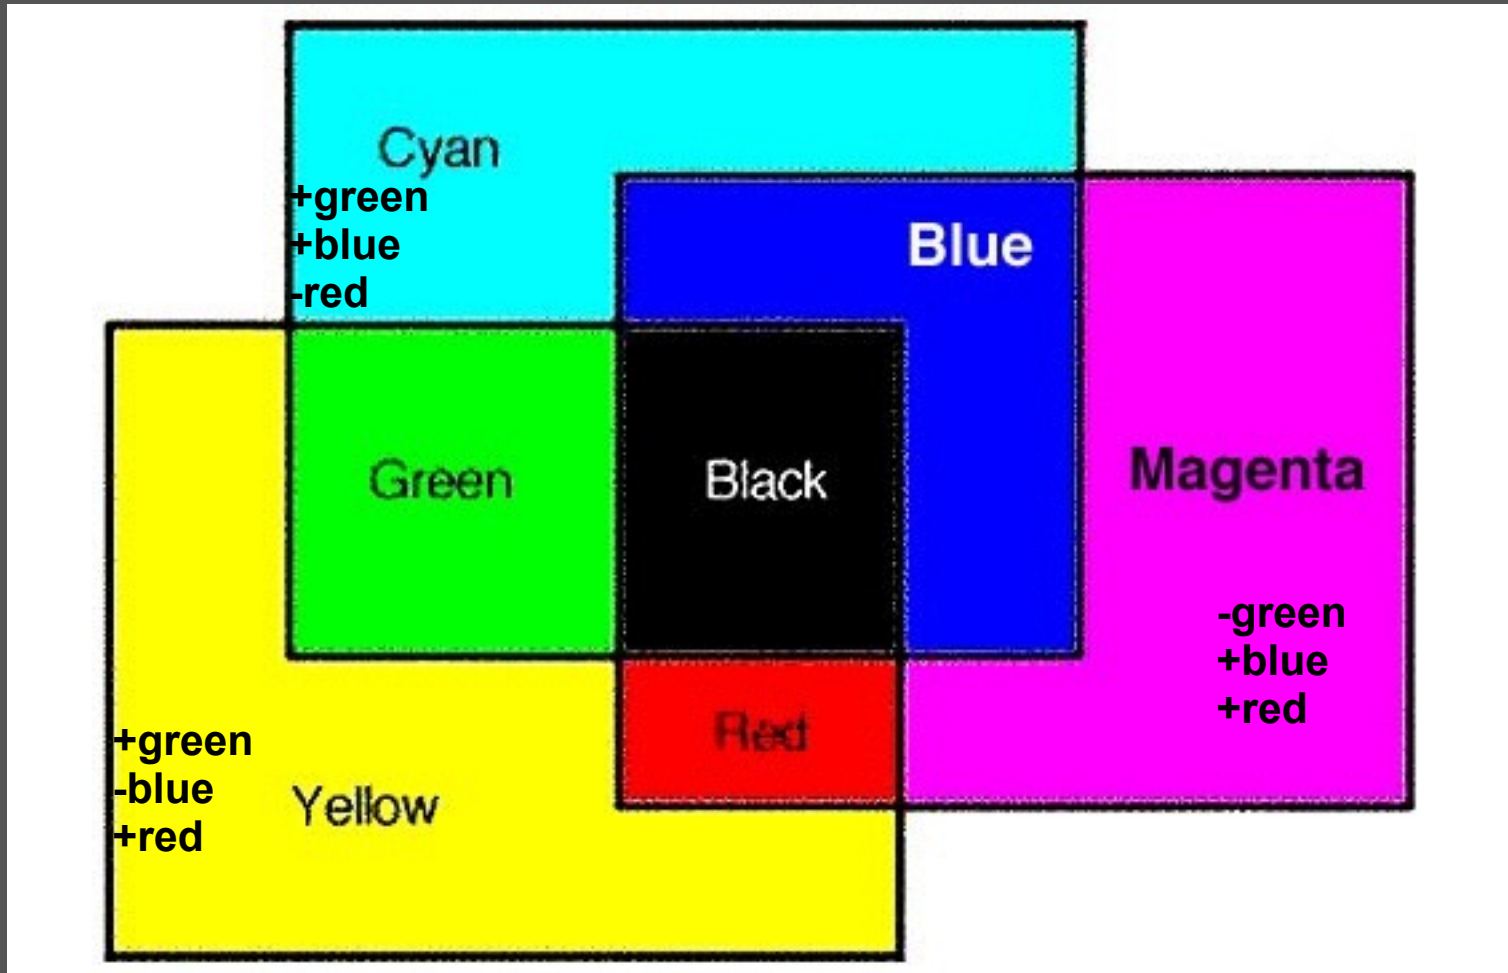 Cyan
+green
+blue
-red
Blue
Green
Black
Magenta
-green
+blue
+red
Red
+green
-blue
+red
Yellow